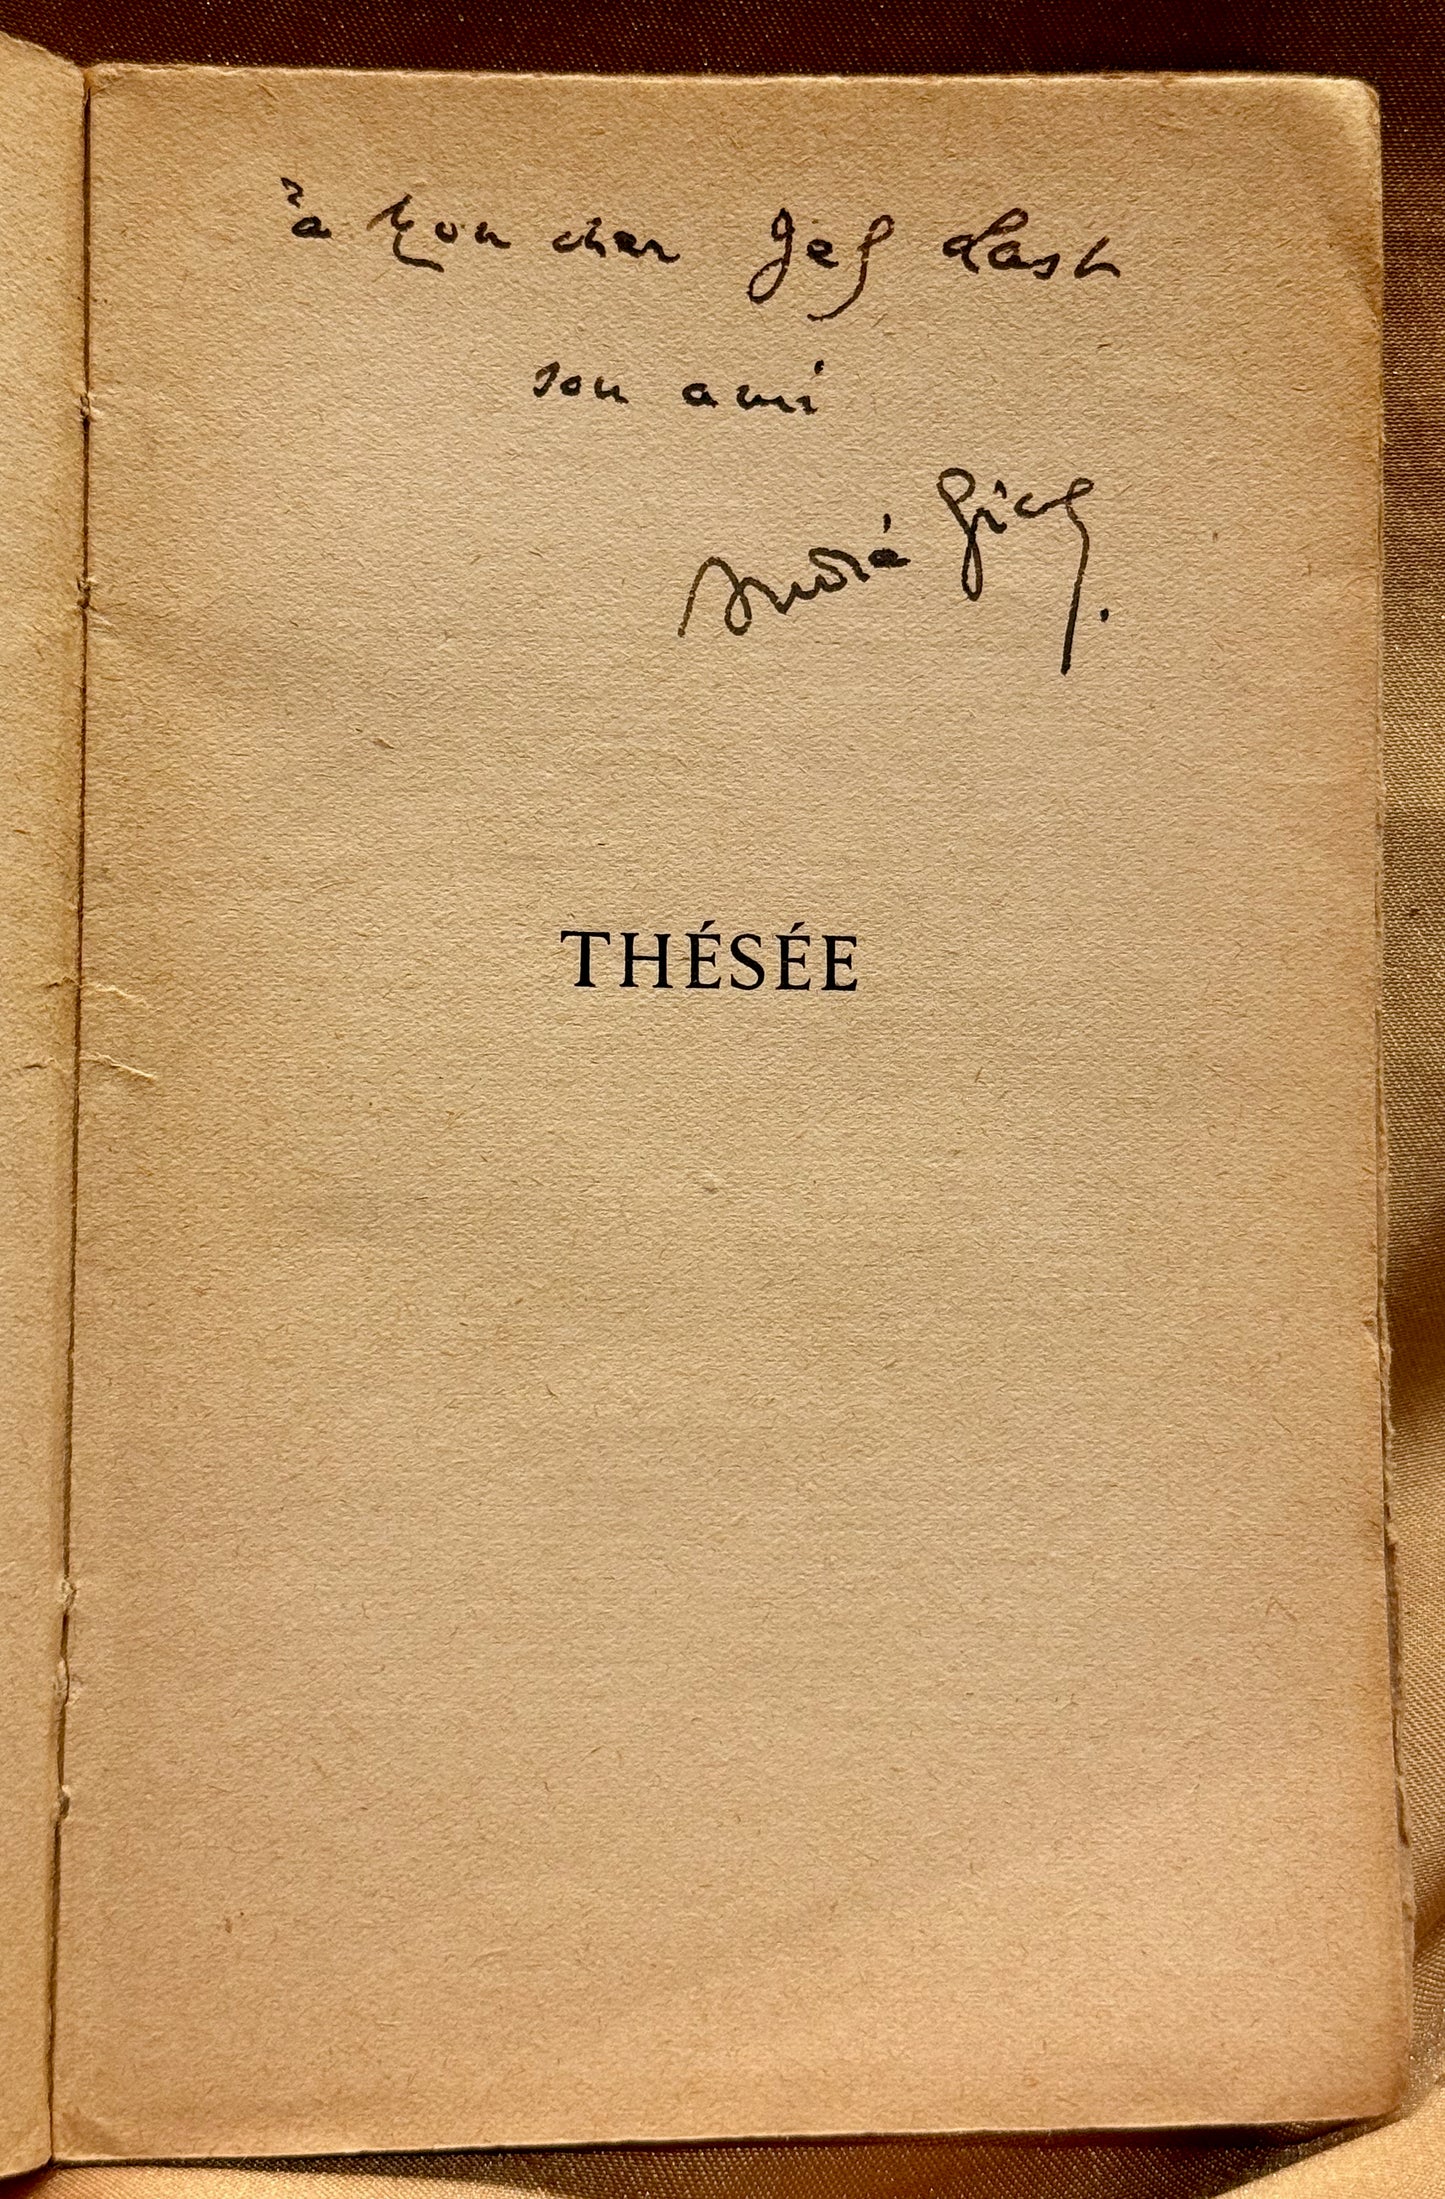 à mon cher Jef Last
son ami
André Gide.
THÉSÉE